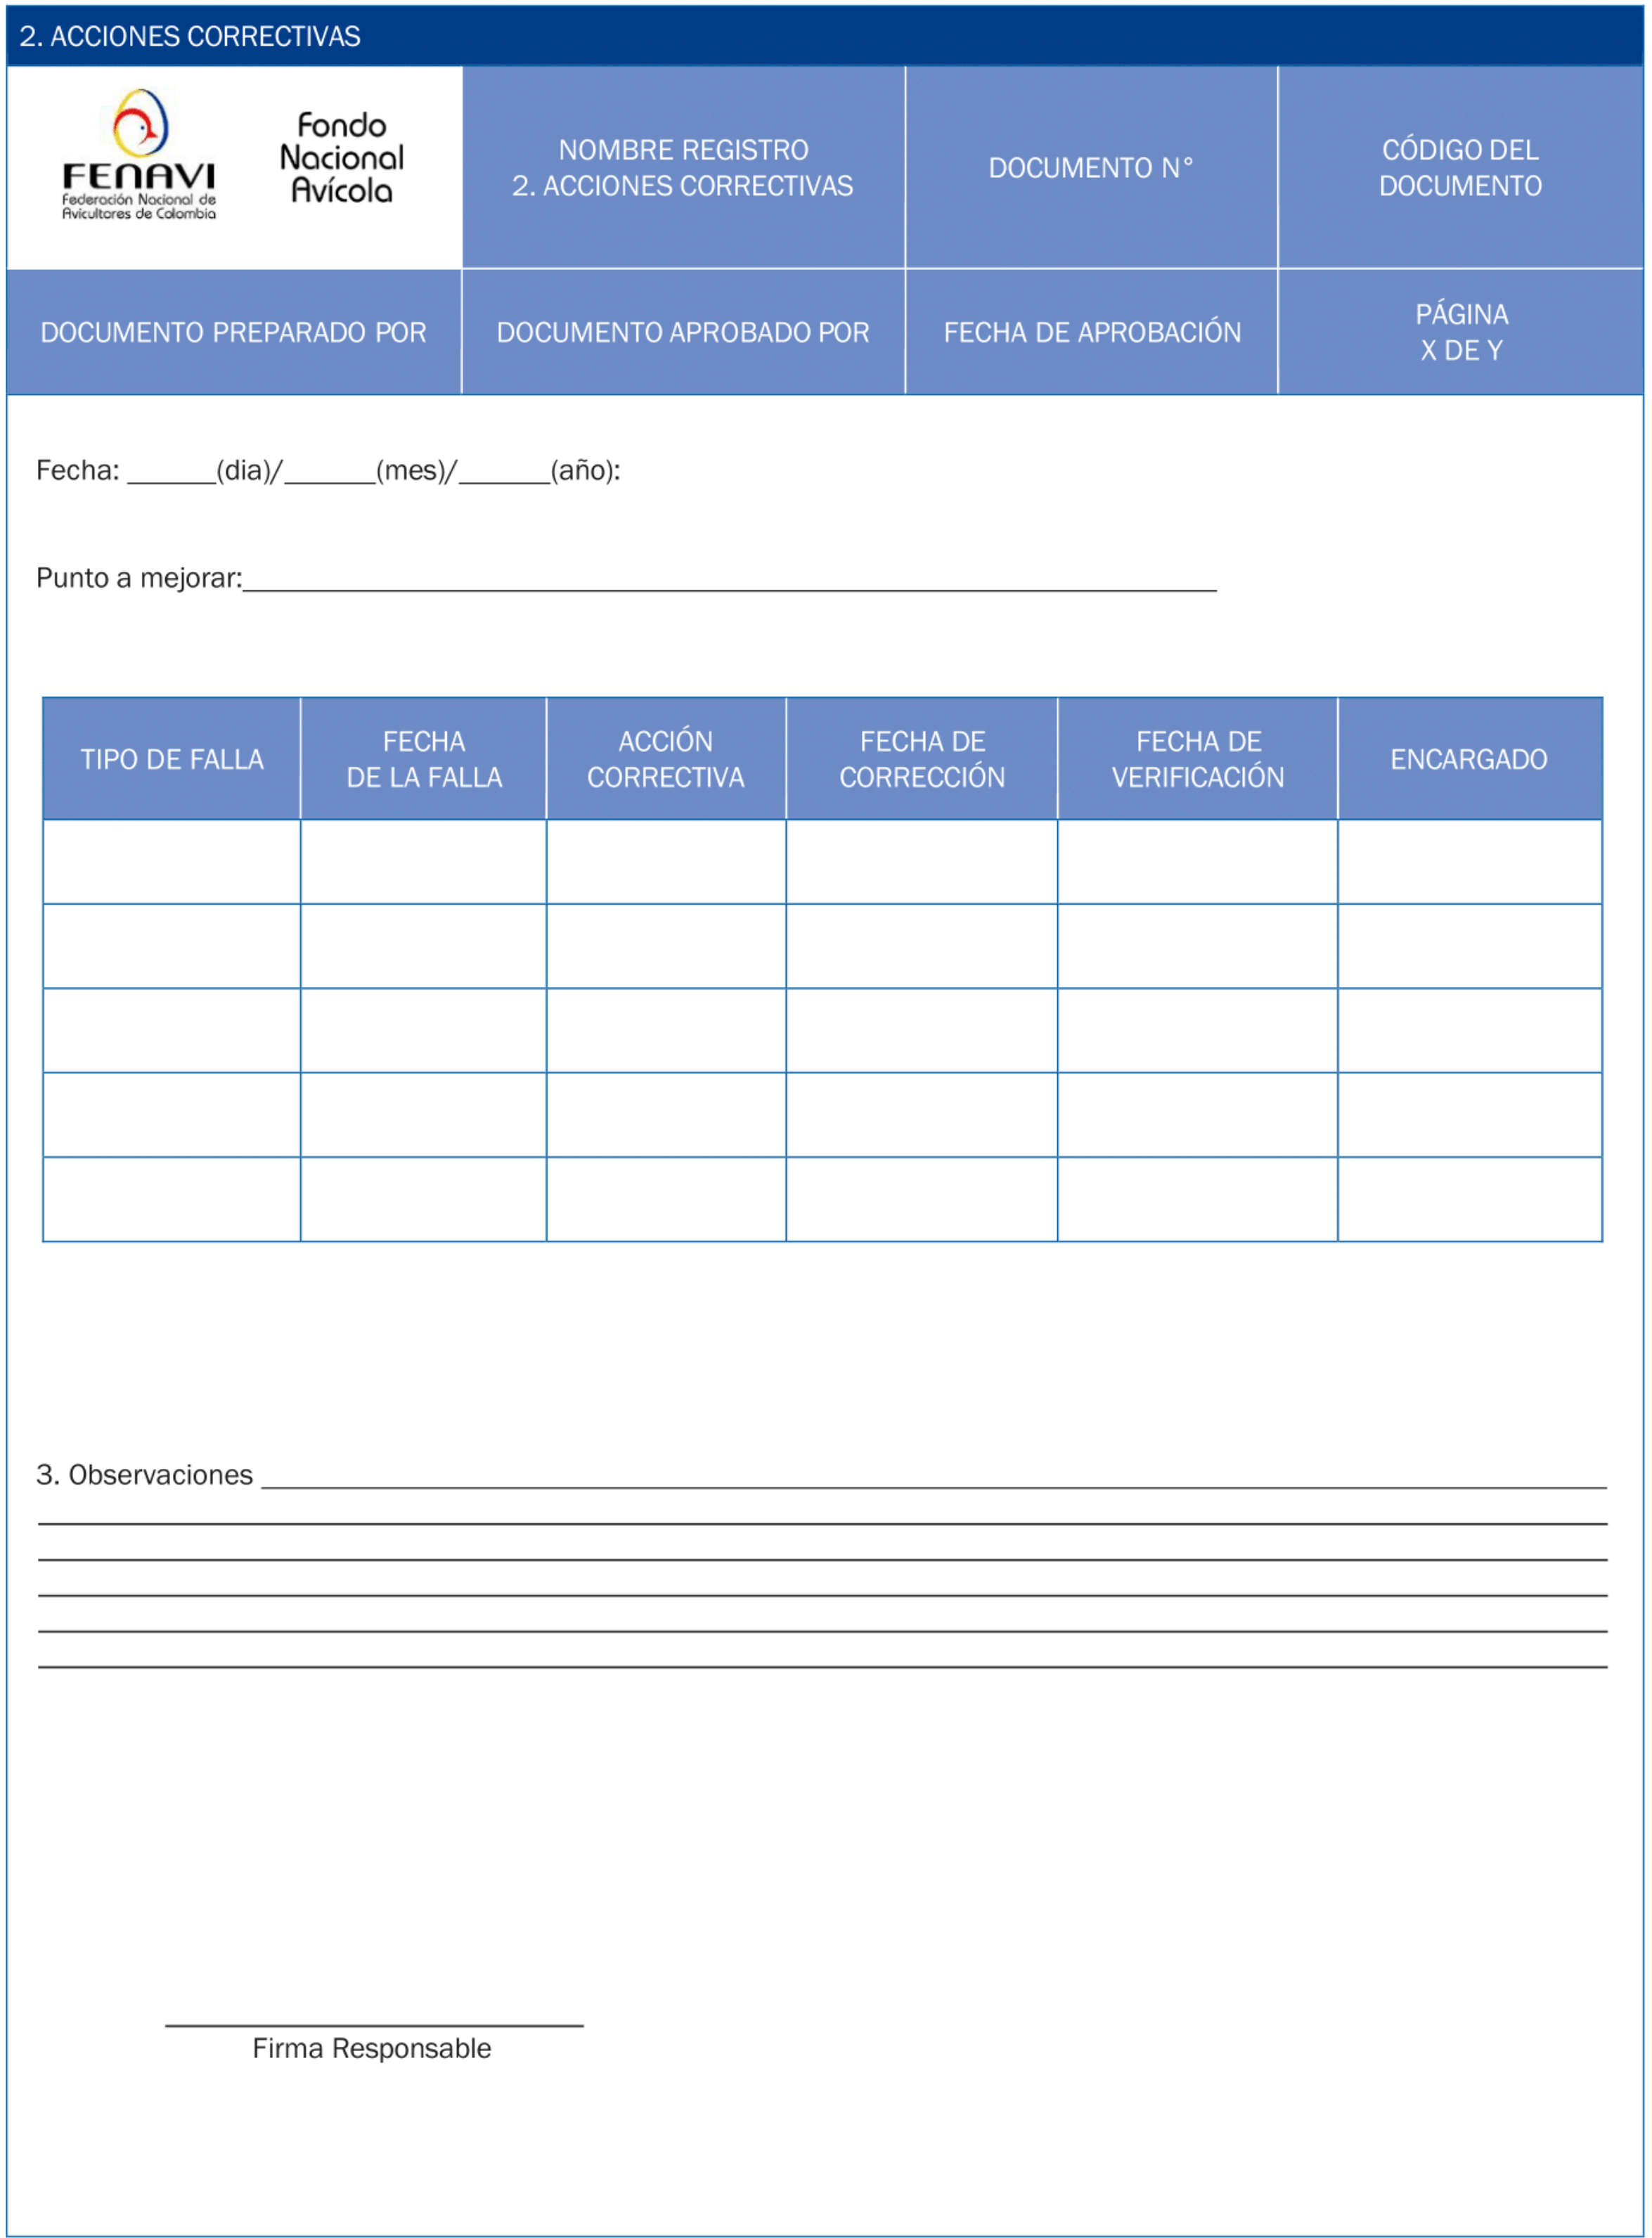 2. ACCIONES CORRECTIVAS
FENAVI
Federación Nacional de
Avicultores de Colombia
Fondo
Nacional
Avícola
NOMBRE REGISTRO
2. ACCIONES CORRECTIVAS
DOCUMENTO N°
CÓDIGO DEL
DOCUMENTO
DOCUMENTO PREPARADO POR
DOCUMENTO APROBADO POR
FECHA DE APROBACIÓN
PÁGINA
X DE Y
Fecha: ______(dia)/______(mes)/______(año):
Punto a mejorar:
TIPO DE FALLA
FECHA
DE LA FALLA
ACCIÓN
CORRECTIVA
FECHA DE
CORRECCIÓN
FECHA DE
VERIFICACIÓN
ENCARGADO
3. Observaciones
Firma Responsable